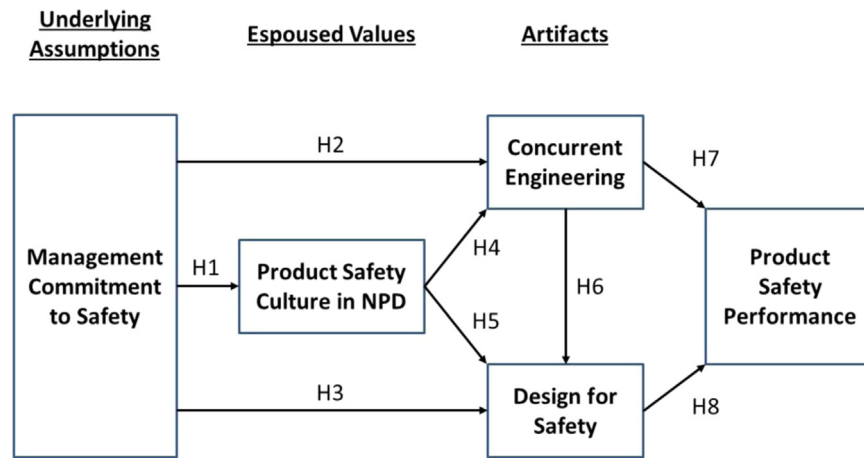 Underlying
Assumptions
Espoused Values
Artifacts
Management
Commitment
to Safety
H1
H2
H3
Product Safety
Culture in NPD
H4
H5
Concurrent
Engineering
H6
Design for
Safety
H7
H8
Product
Safety
Performance